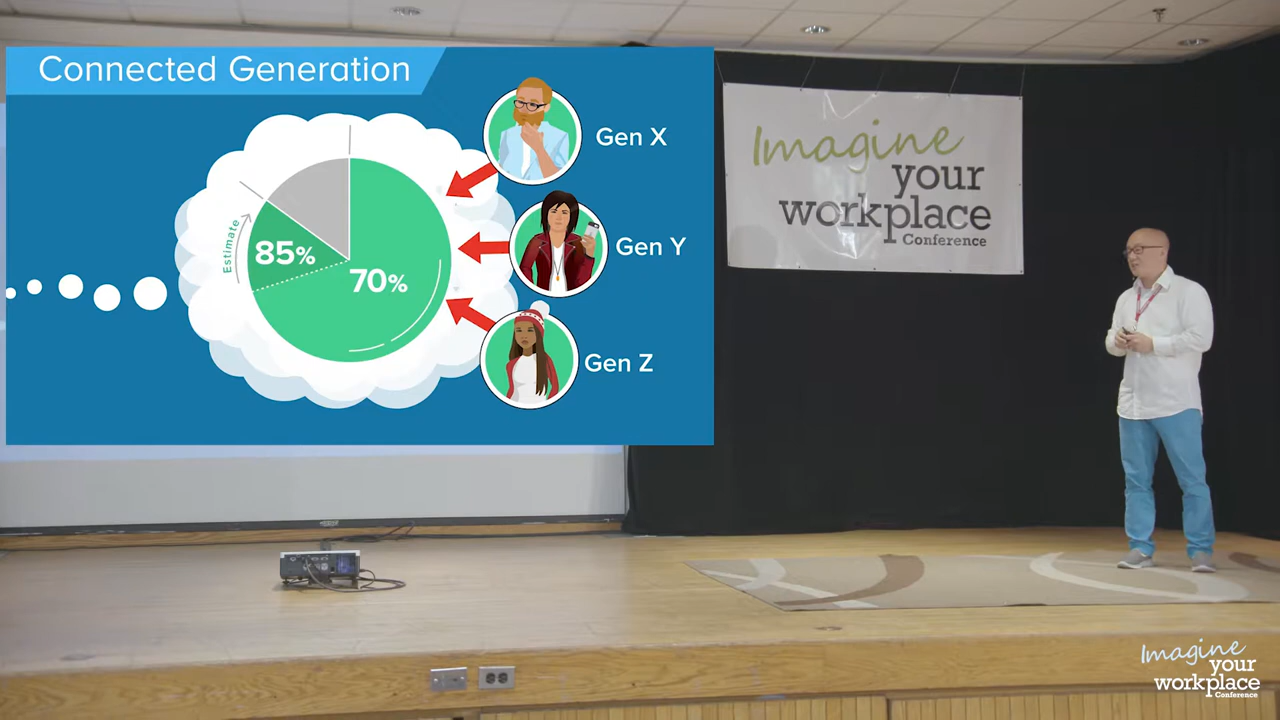 Connected Generation
Gen X
Estimate
85%
70%
Gen Y
Gen Z
Imagine
your
workplace
Conference
Imagine
your
workplace
Conference